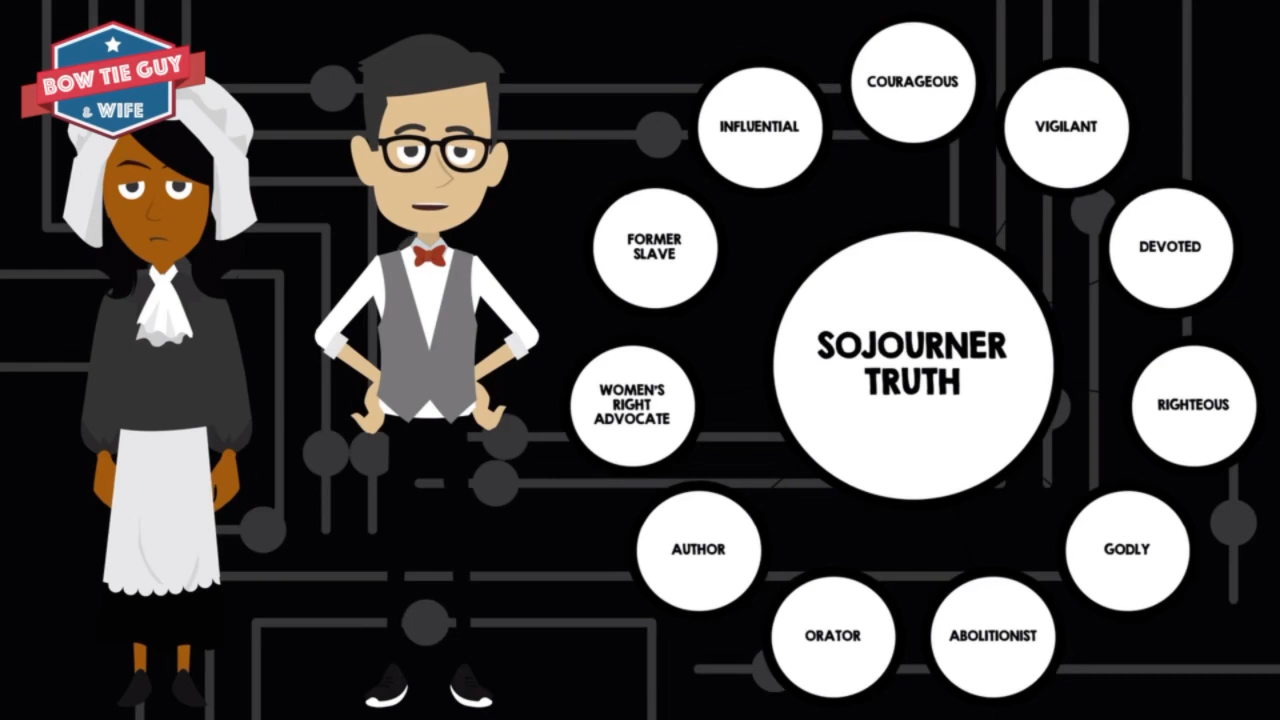 BOW TIE GUY
& WIFE
COURAGEOUS
INFLUENTIAL
VIGILANT
FORMER
SLAVE
DEVOTED
SOJOURNER
TRUTH
WOMEN'S
RIGHT
ADVOCATE
RIGHTEOUS
AUTHOR
GODLY
ORATOR
ABOLITIONIST